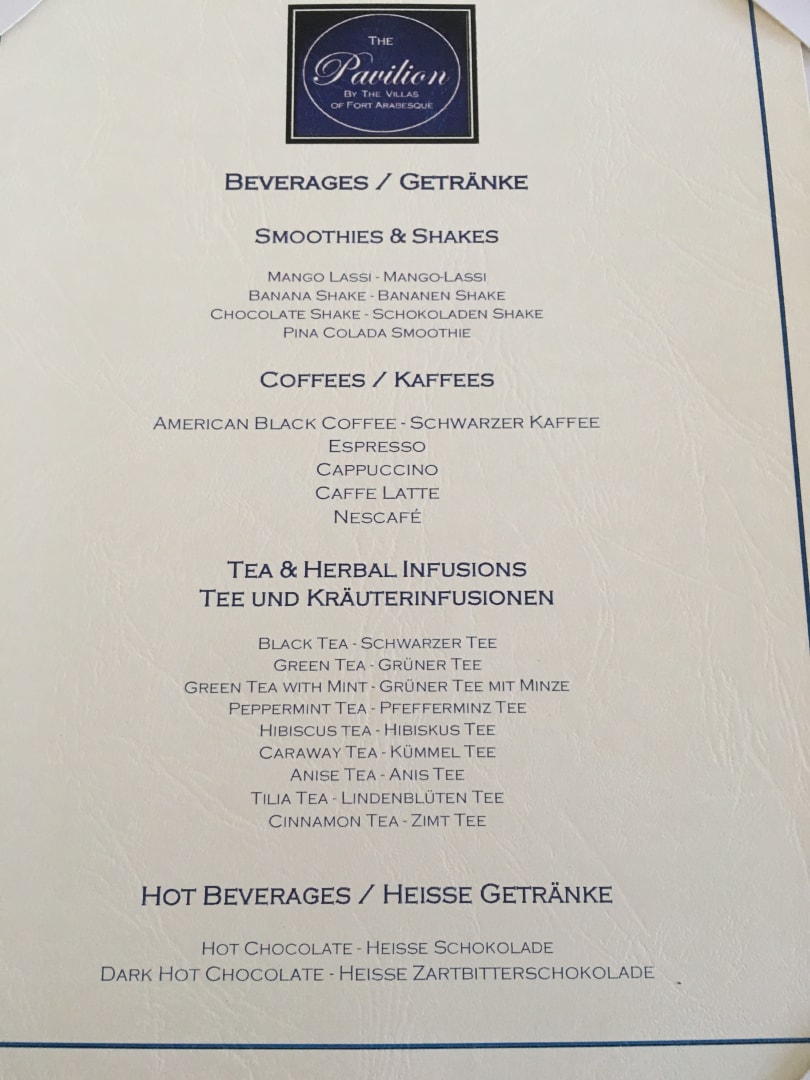 The
Pavilion
By The Villas
of Fort Arabesque
Beverages / Getränke
Smoothies & Shakes
Mango Lassi - Mango-Lassi
Banana Shake - Bananen Shake
Chocolate Shake - Schokoladen Shake
Pina Colada Smoothie
Coffees / Kaffees
American Black Coffee - Schwarzer Kaffee
Espresso
Cappuccino
Caffe Latte
Nescafé
Tea & Herbal Infusions
Tee und Kräuterinfusionen
Black Tea - Schwarzer Tee
Green Tea - Grüner Tee
Green Tea with Mint - Grüner Tee mit Minze
Peppermint Tea - Pfefferminz Tee
Hibiscus tea - Hibiskus Tee
Caraway Tea - Kümmel Tee
Anise Tea - Anis Tee
Tilia Tea - Lindenblüten Tee
Cinnamon Tea - Zimt Tee
Hot Beverages / Heisse Getränke
Hot Chocolate - Heisse Schokolade
Dark Hot Chocolate - Heisse Zartbitterschokolade